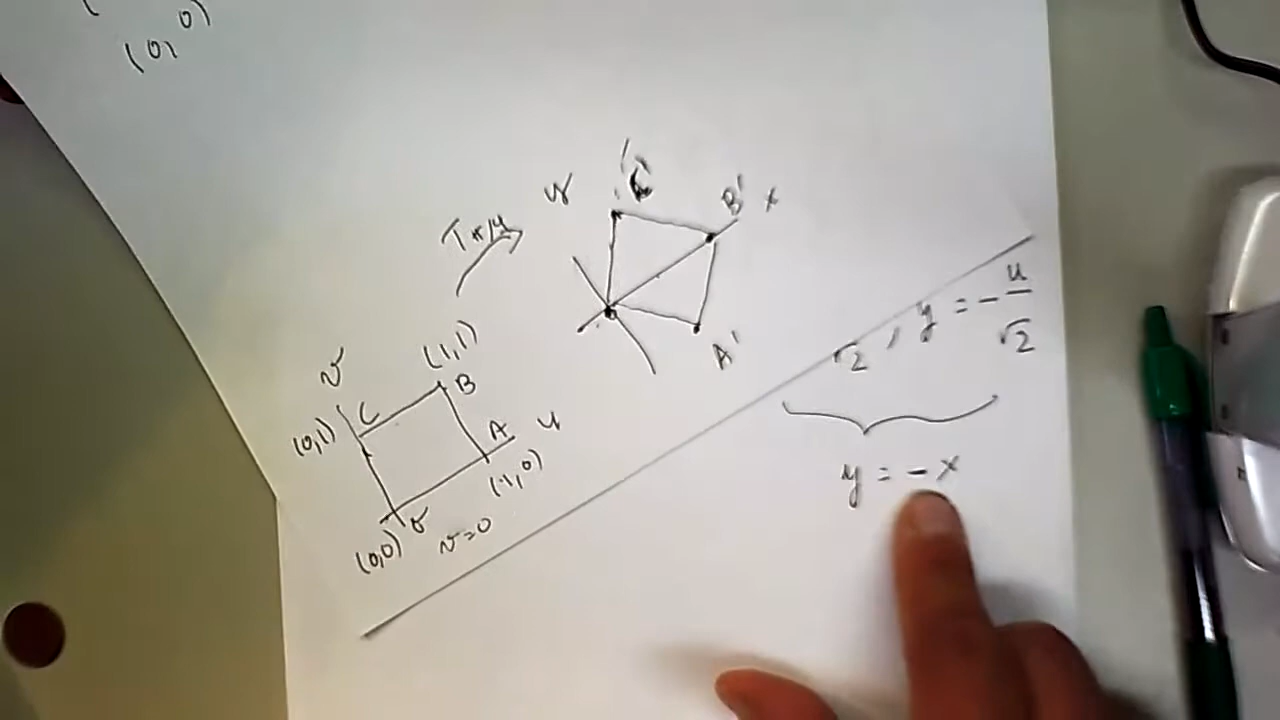 0)
(0,
C'
B' x
A'
v
(1,1)
(0,1) C B
A u
(1,0)
(0,0)
v=0
√2 , y = - u/√2
y = - x